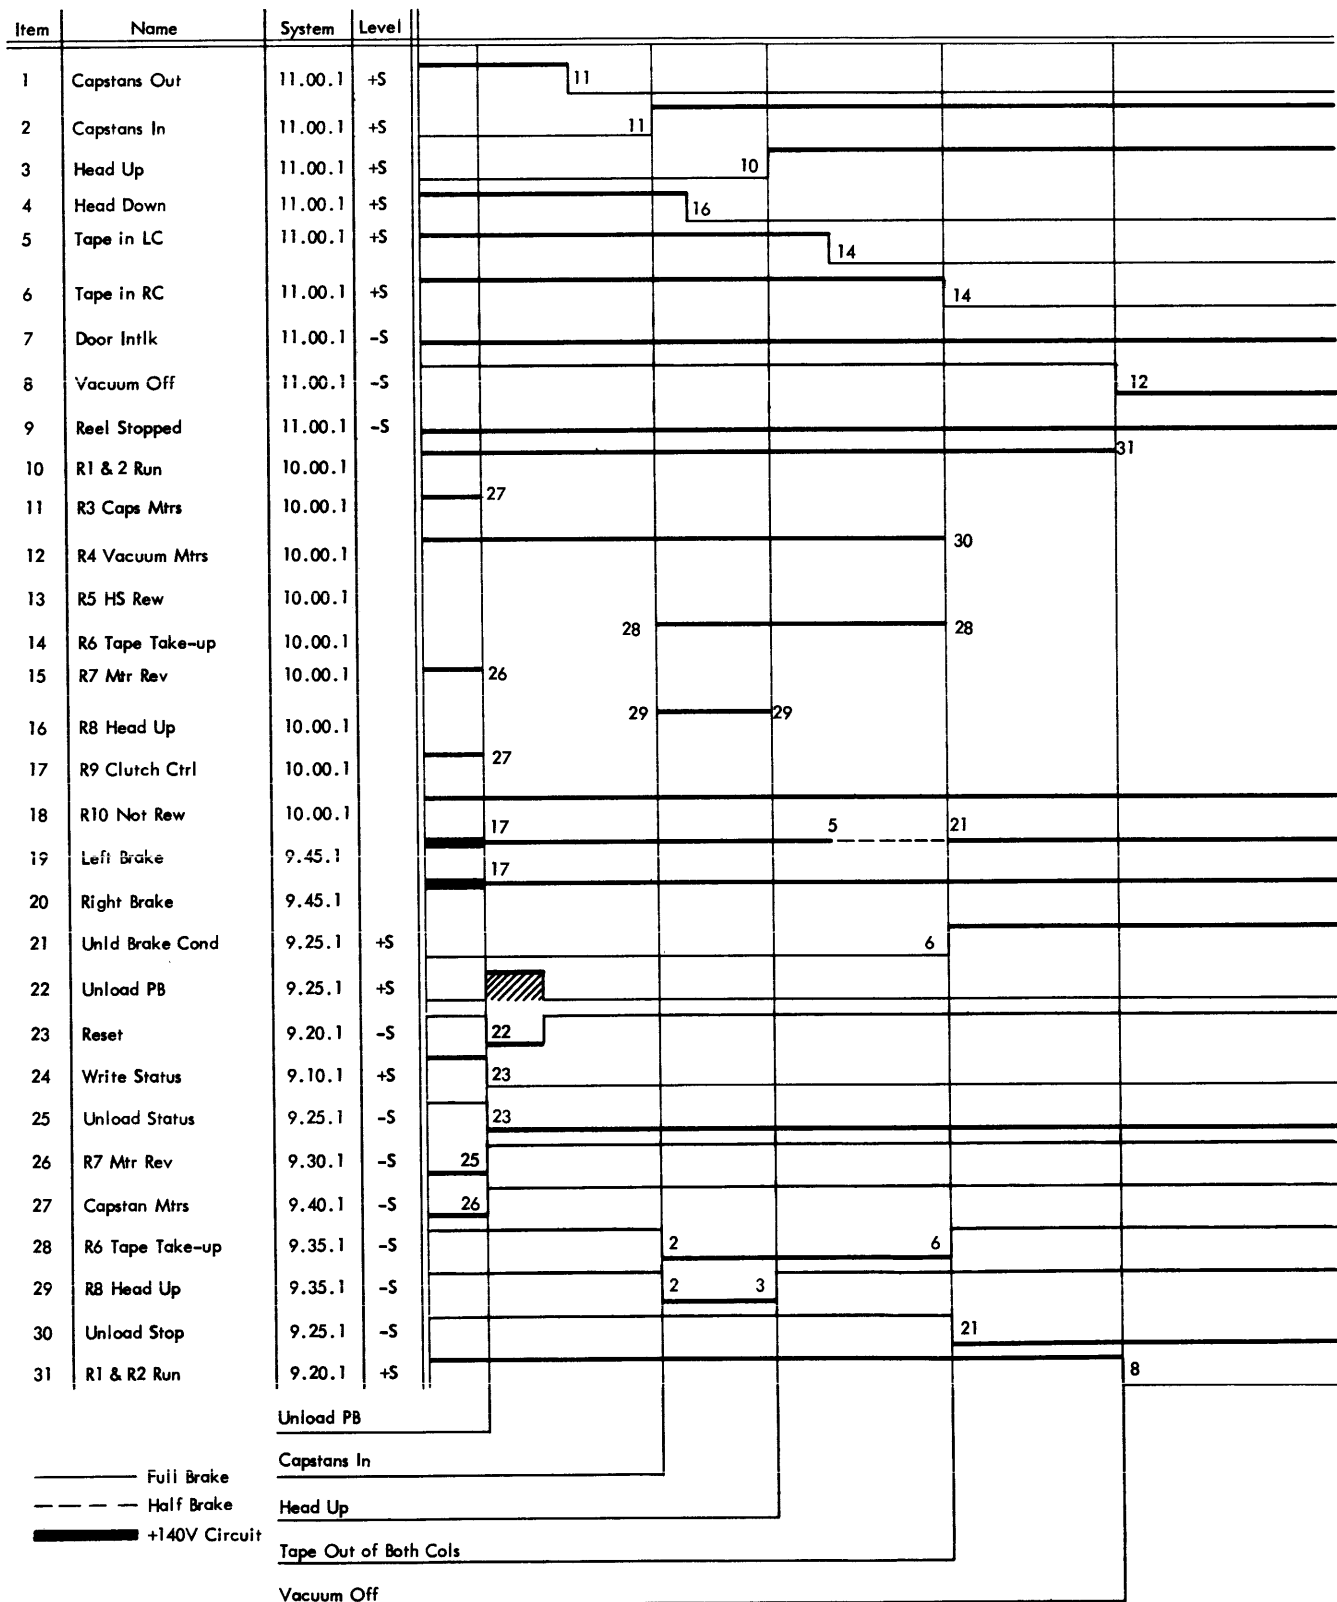 Item Name System Level
1 Capstans Out 11.00.1 +S 11
2 Capstans In 11.00.1 +S 11
3 Head Up 11.00.1 +S 10
4 Head Down 11.00.1 +S 16
5 Tape in LC 11.00.1 +S 14
6 Tape in RC 11.00.1 +S 14
7 Door Intlk 11.00.1 -S
8 Vacuum Off 11.00.1 -S 12
9 Reel Stopped 11.00.1 -S
10 R1 & 2 Run 10.00.1 31
11 R3 Caps Mtrs 10.00.1 27
12 R4 Vacuum Mtrs 10.00.1 30
13 R5 HS Rew 10.00.1
14 R6 Tape Take-up 10.00.1 28 28
15 R7 Mtr Rev 10.00.1 26
16 R8 Head Up 10.00.1 29 29
17 R9 Clutch Ctrl 10.00.1 27
18 R10 Not Rew 10.00.1
19 Left Brake 9.45.1 17 5 21
20 Right Brake 9.45.1 17
21 Unld Brake Cond 9.25.1 +S 6
22 Unload PB 9.25.1 +S
23 Reset 9.20.1 -S 22
24 Write Status 9.10.1 +S 23
25 Unload Status 9.25.1 -S 23
26 R7 Mtr Rev 9.30.1 -S 25
27 Capstan Mtrs 9.40.1 -S 26
28 R6 Tape Take-up 9.35.1 -S 2 6
29 R8 Head Up 9.35.1 -S 2 3
30 Unload Stop 9.25.1 -S 21
31 R1 & R2 Run 9.20.1 +S 8
Unload PB
Capstans In
Full Brake
Half Brake
Head Up
+140V Circuit
Tape Out of Both Cols
Vacuum Off